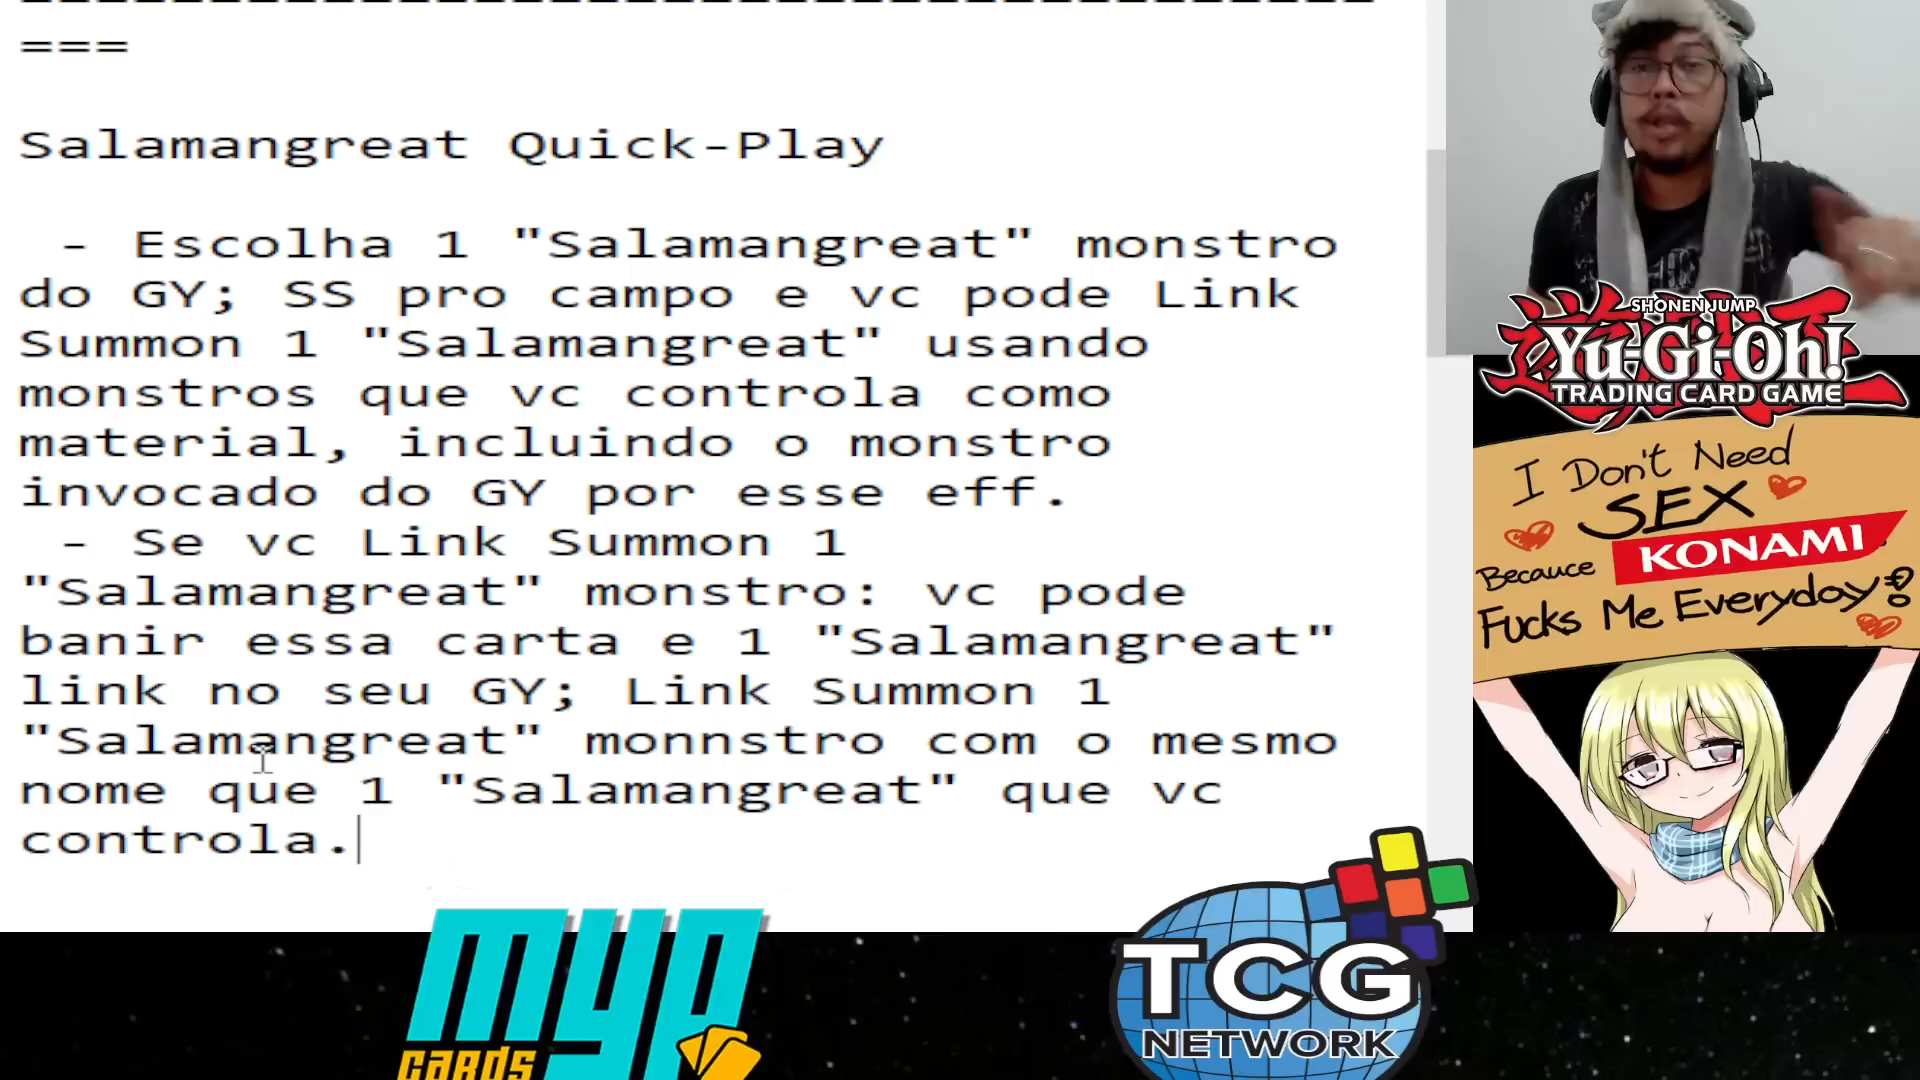 ===
Salamangreat Quick-Play
- Escolha 1 "Salamangreat" monstro
do GY; SS pro campo e vc pode Link
Summon 1 "Salamangreat" usando
monstros que vc controla como
material, incluindo o monstro
invocado do GY por esse eff.
- Se vc Link Summon 1
"Salamangreat" monstro: vc pode
banir essa carta e 1 "Salamangreat"
link no seu GY; Link Summon 1
"Salamangreat" monnstro com o mesmo
nome que 1 "Salamangreat" que vc
controla.
SHONEN JUMP
Yu-Gi-Oh!
TRADING CARD GAME
I Don't Need
SEX
Becauce KONAMI
Fucks Me Everyday!
myp
cards
TCG
NETWORK